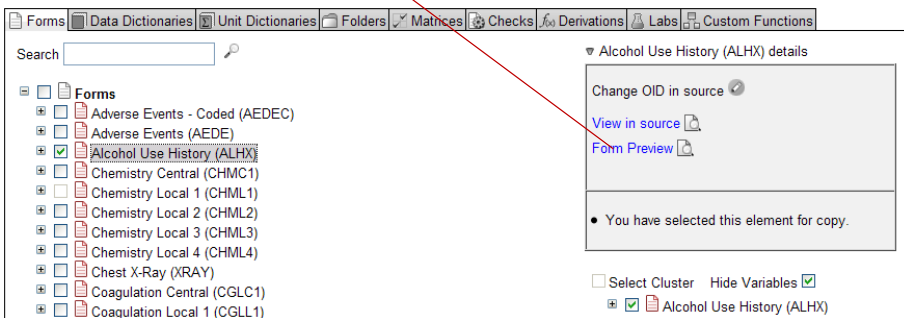 Forms Data Dictionaries Unit Dictionaries Folders Matrices Checks Derivations Labs Custom Functions
Search
Forms
Adverse Events - Coded (AEDEC)
Adverse Events (AEDE)
Alcohol Use History (ALHX)
Chemistry Central (CHMC1)
Chemistry Local 1 (CHML1)
Chemistry Local 2 (CHML2)
Chemistry Local 3 (CHML3)
Chemistry Local 4 (CHML4)
Chest X-Ray (XRAY)
Coagulation Central (CGLC1)
Coagulation Local 1 (CGLL1)
Alcohol Use History (ALHX) details
Change OID in source
View in source
Form Preview
• You have selected this element for copy.
Select Cluster Hide Variables
Alcohol Use History (ALHX)